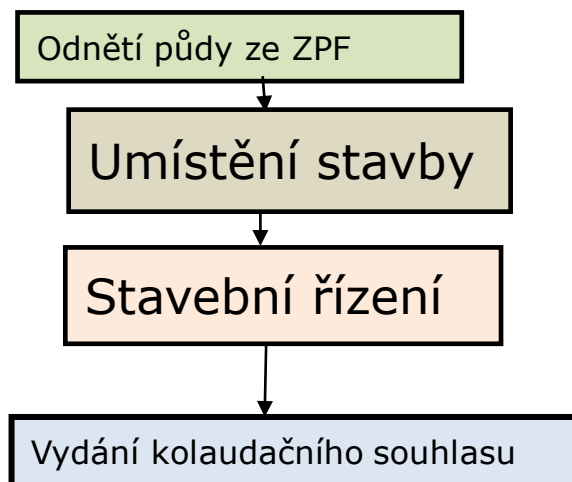 Odnětí půdy ze ZPF
Umístění stavby
Stavební řízení
Vydání kolaudačního souhlasu